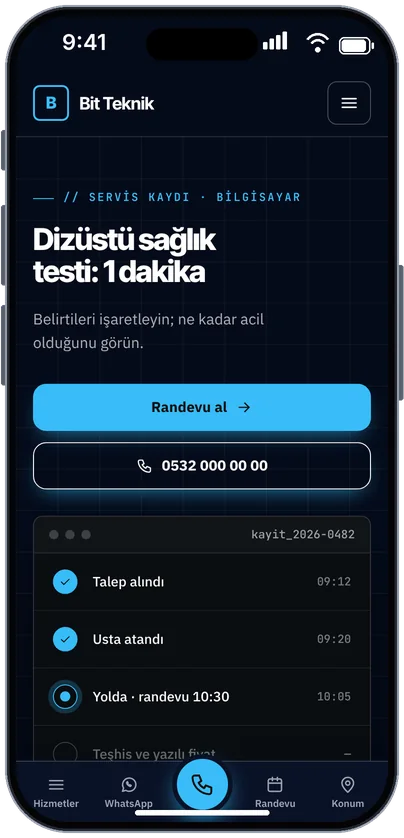 9:41
B Bit Teknik
// SERVİS KAYDI · BİLGİSAYAR
Dizüstü sağlık
testi: 1 dakika
Belirtileri işaretleyin; ne kadar acil
olduğunu görün.
Randevu al →
0532 000 00 00
kayit_2026-0482
Talep alındı 09:12
Usta atandı 09:20
Yolda · randevu 10:30 10:05
Teşhis ve yazılı fiyat –
Hizmetler WhatsApp Randevu Konum